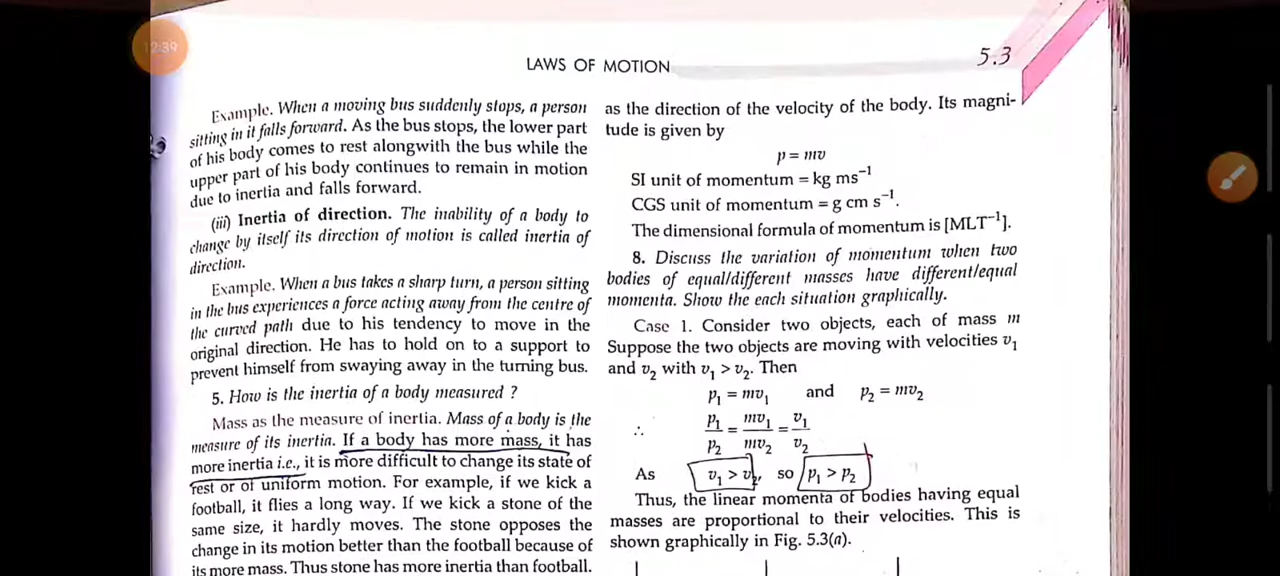 12:39
LAWS OF MOTION
5.3
Example. When a moving bus suddenly stops, a person
sitting in it falls forward. As the bus stops, the lower part
of his body comes to rest alongwith the bus while the
upper part of his body continues to remain in motion
due to inertia and falls forward.
(iii) Inertia of direction. The inability of a body to
change by itself its direction of motion is called inertia of
direction.
Example. When a bus takes a sharp turn, a person sitting
in the bus experiences a force acting away from the centre of
the curved path due to his tendency to move in the
original direction. He has to hold on to a support to
prevent himself from swaying away in the turning bus.
5. How is the inertia of a body measured ?
Mass as the measure of inertia. Mass of a body is the
measure of its inertia. If a body has more mass, it has
more inertia i.e., it is more difficult to change its state of
rest or of uniform motion. For example, if we kick a
football, it flies a long way. If we kick a stone of the
same size, it hardly moves. The stone opposes the
change in its motion better than the football because of
its more mass. Thus stone has more inertia than football.
as the direction of the velocity of the body. Its magni-
tude is given by
p = mv
SI unit of momentum = kg ms⁻¹
CGS unit of momentum = g cm s⁻¹.
The dimensional formula of momentum is [MLT⁻¹].
8. Discuss the variation of momentum when two
bodies of equal/different masses have different/equal
momenta. Show the each situation graphically.
Case 1. Consider two objects, each of mass m
Suppose the two objects are moving with velocities v₁
and v₂ with v₁ > v₂. Then
p₁ = mv₁ and p₂ = mv₂
∴ p₁/p₂ = mv₁/mv₂ = v₁/v₂
As v₁ > v₂, so p₁ > p₂
Thus, the linear momenta of bodies having equal
masses are proportional to their velocities. This is
shown graphically in Fig. 5.3(a).